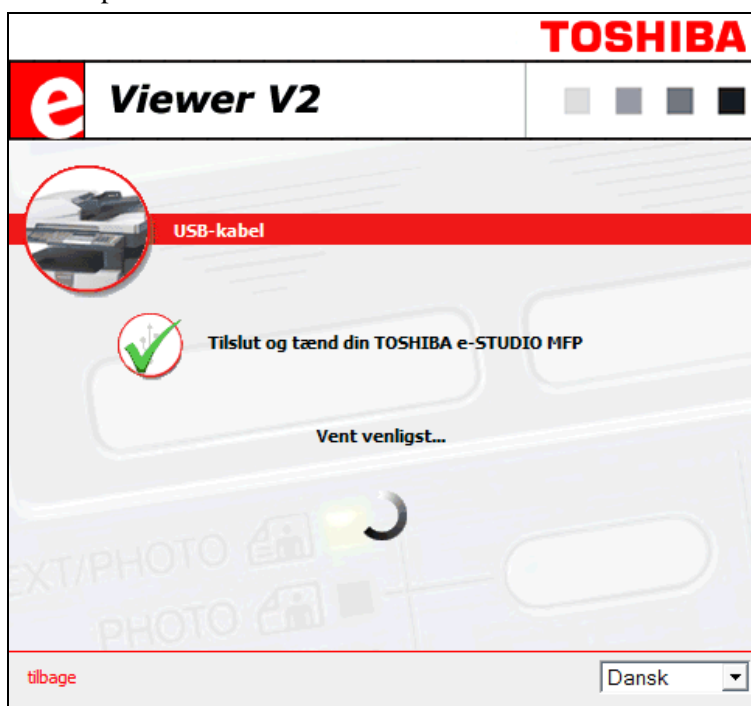 TOSHIBA
e Viewer V2
USB-kabel
Tilslut og tænd din TOSHIBA e-STUDIO MFP
Vent venligst...
EXT/PHOTO
PHOTO
tilbage
Dansk